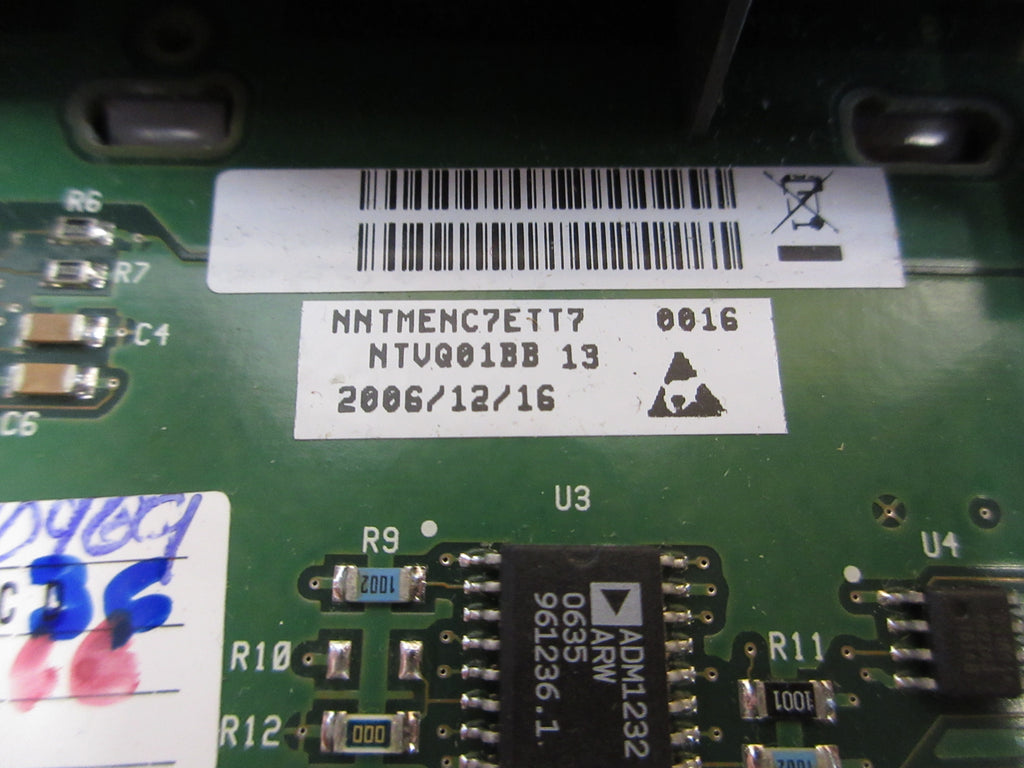 R6
R7
C4
C6
NNTMENC7ETT7 0016
NTVQ01BB 13
2006/12/16
U3
U4
R9
1002
R10
R11
1001
R12
000
ADM1232
ARW
0635
961236.1
1002